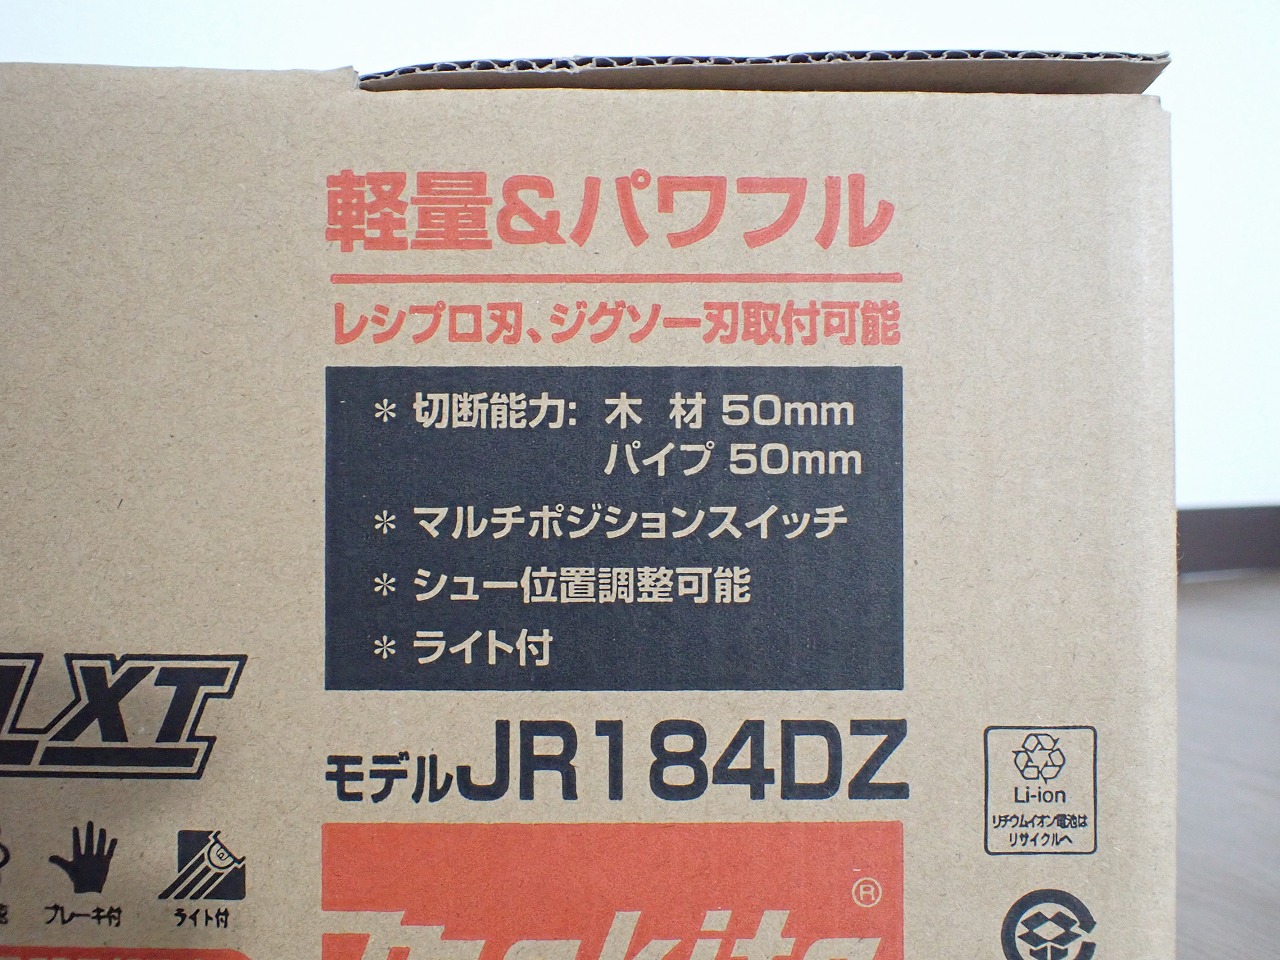 軽量&パワフル
レシプロ刃、ジグソー刃取付可能
* 切断能力: 木 材 50mm
パイプ 50mm
* マルチポジションスイッチ
* シュー位置調整可能
* ライト付
LXT
モデルJR184DZ
Li-ion
リチウムイオン電池は
リサイクルへ
ブレーキ付
ライト付
®
makita